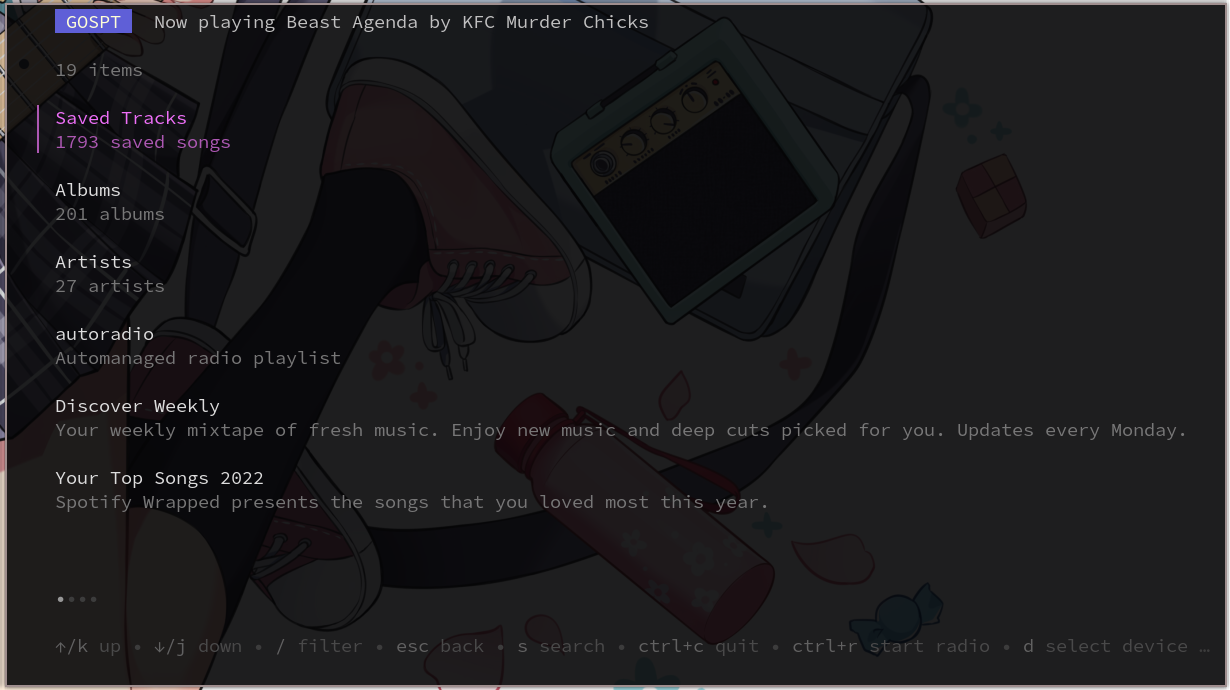 GOSPT Now playing Beast Agenda by KFC Murder Chicks
19 items
Saved Tracks
1793 saved songs
Albums
201 albums
Artists
27 artists
autoradio
Automanaged radio playlist
Discover Weekly
Your weekly mixtape of fresh music. Enjoy new music and deep cuts picked for you. Updates every Monday.
Your Top Songs 2022
Spotify Wrapped presents the songs that you loved most this year.
↑/k up • ↓/j down • / filter • esc back • s search • ctrl+c quit • ctrl+r start radio • d select device …